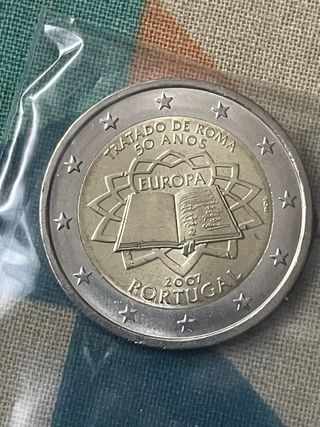 TRATADO DE ROMA
50 ANOS
EUROPA
2007
PORTUGAL